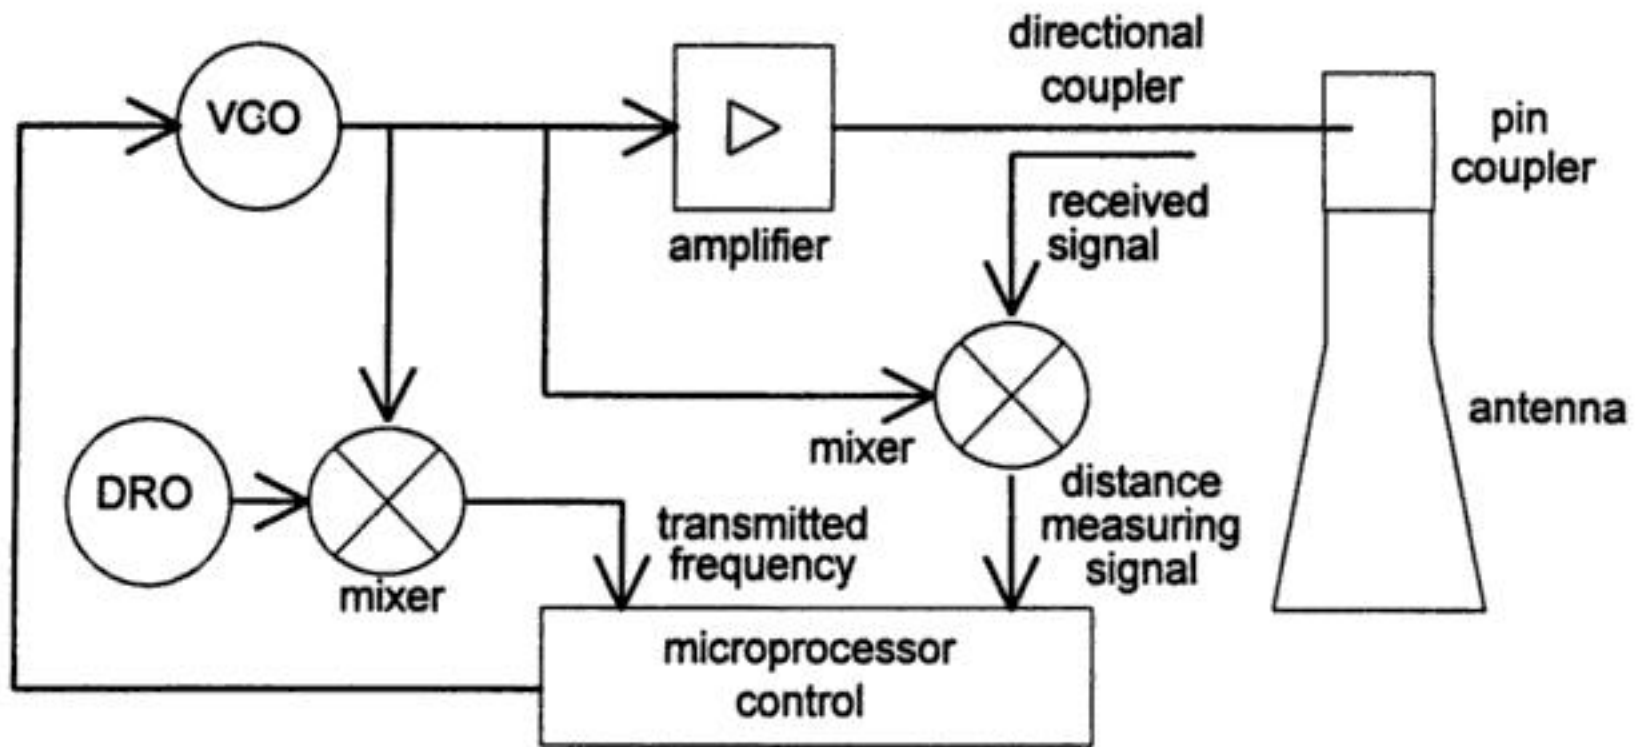 directional
coupler
VCO
pin
coupler
amplifier
received
signal
antenna
mixer
DRO
distance
measuring
signal
transmitted
frequency
mixer
microprocessor
control